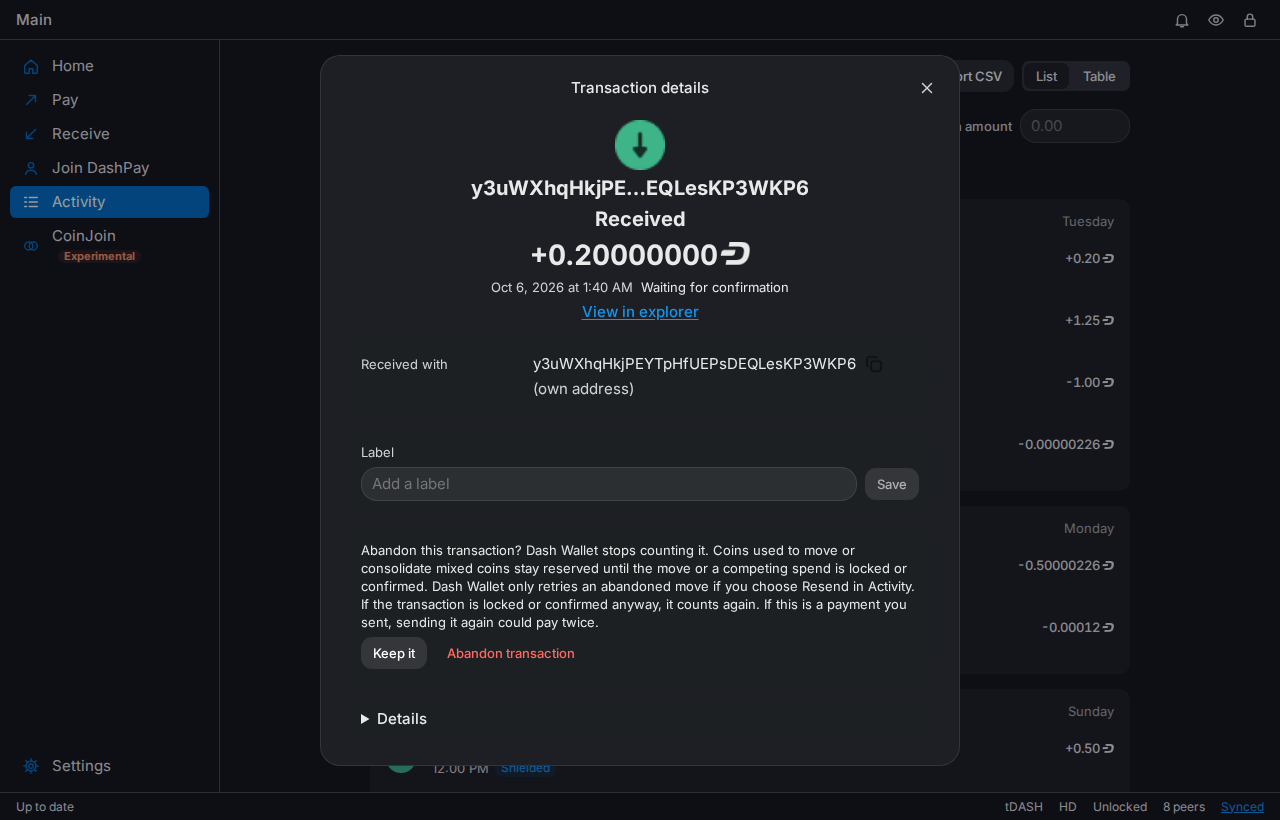 Main
Home
Pay
Receive
Join DashPay
Activity
CoinJoin
Experimental
Settings
CSV
List
Table
amount
0.00
Transaction details
y3uWXhqHkjPE...EQLesKP3WKP6
Received
+0.20000000
Oct 6, 2026 at 1:40 AM Waiting for confirmation
View in explorer
Received with
y3uWXhqHkjPEYTpHfUEPsDEQLesKP3WKP6
(own address)
Label
Add a label
Save
Abandon this transaction? Dash Wallet stops counting it. Coins used to move or
consolidate mixed coins stay reserved until the move or a competing spend is locked or
confirmed. Dash Wallet only retries an abandoned move if you choose Resend in Activity.
If the transaction is locked or confirmed anyway, it counts again. If this is a payment you
sent, sending it again could pay twice.
Keep it
Abandon transaction
Details
Tuesday
+0.20
+1.25
-1.00
-0.00000226
Monday
-0.50000226
-0.00012
Sunday
+0.50
12:00 PM
Shielded
Up to date
tDASH
HD
Unlocked
8 peers
Synced